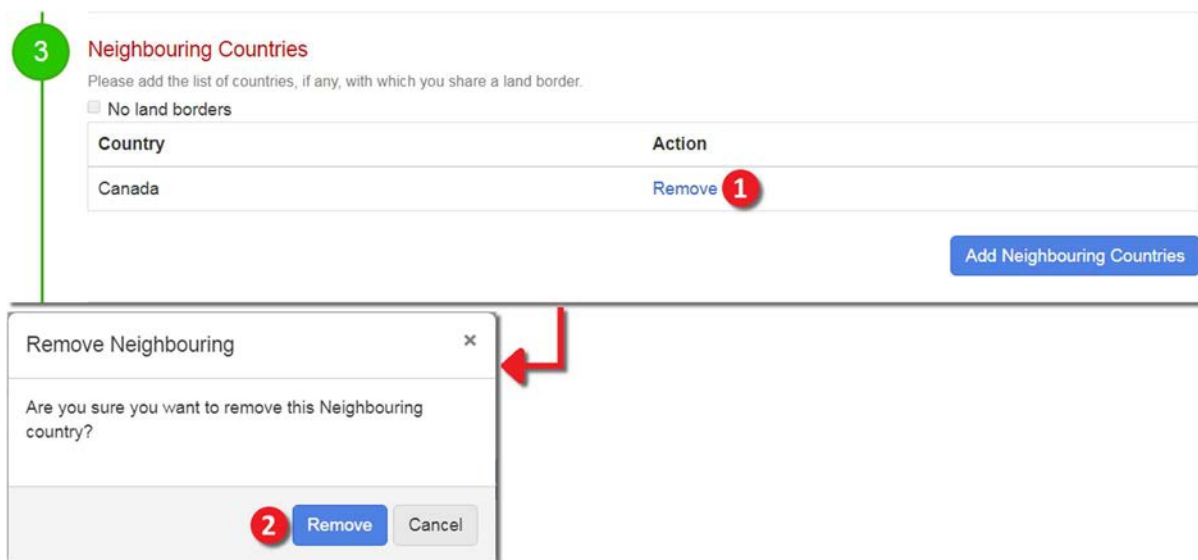 3
Neighbouring Countries
Please add the list of countries, if any, with which you share a land border.
No land borders
Country Action
Canada Remove 1
Add Neighbouring Countries
Remove Neighbouring ×
Are you sure you want to remove this Neighbouring
country?
2 Remove Cancel